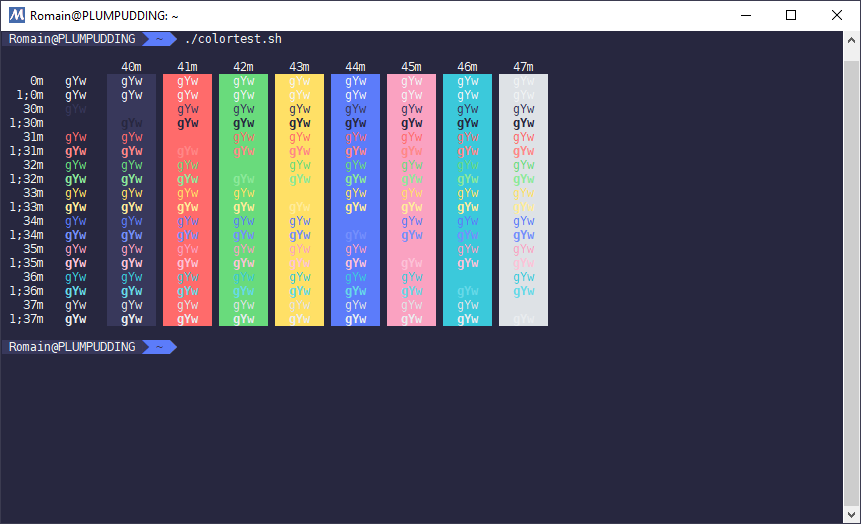 Romain@PLUMPUDDING: ~
Romain@PLUMPUDDING ~ ./colortest.sh
40m 41m 42m 43m 44m 45m 46m 47m
0m gYw gYw gYw gYw gYw gYw gYw gYw gYw
1;0m gYw gYw gYw gYw gYw gYw gYw gYw gYw
30m gYw gYw gYw gYw gYw gYw gYw gYw
1;30m gYw gYw gYw gYw gYw gYw gYw gYw
31m gYw gYw gYw gYw gYw gYw gYw gYw
1;31m gYw gYw gYw gYw gYw gYw gYw gYw gYw
32m gYw gYw gYw gYw gYw gYw gYw gYw
1;32m gYw gYw gYw gYw gYw gYw gYw gYw gYw
33m gYw gYw gYw gYw gYw gYw gYw gYw
1;33m gYw gYw gYw gYw gYw gYw gYw gYw gYw
34m gYw gYw gYw gYw gYw gYw gYw gYw
1;34m gYw gYw gYw gYw gYw gYw gYw gYw gYw
35m gYw gYw gYw gYw gYw gYw gYw gYw
1;35m gYw gYw gYw gYw gYw gYw gYw gYw gYw
36m gYw gYw gYw gYw gYw gYw gYw gYw
1;36m gYw gYw gYw gYw gYw gYw gYw gYw gYw
37m gYw gYw gYw gYw gYw gYw gYw gYw
1;37m gYw gYw gYw gYw gYw gYw gYw gYw gYw
Romain@PLUMPUDDING ~